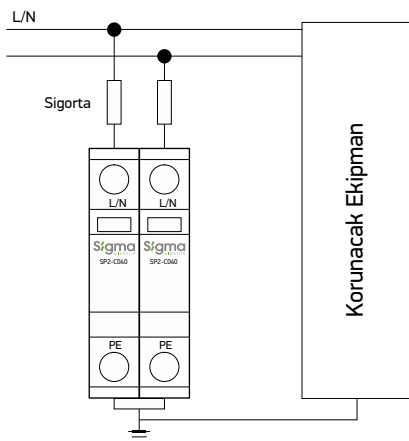 L/N
Sigorta
L/N
L/N
Sigma
Sigma
SP2-C040
SP2-C040
PE
PE
Korunacak Ekipman